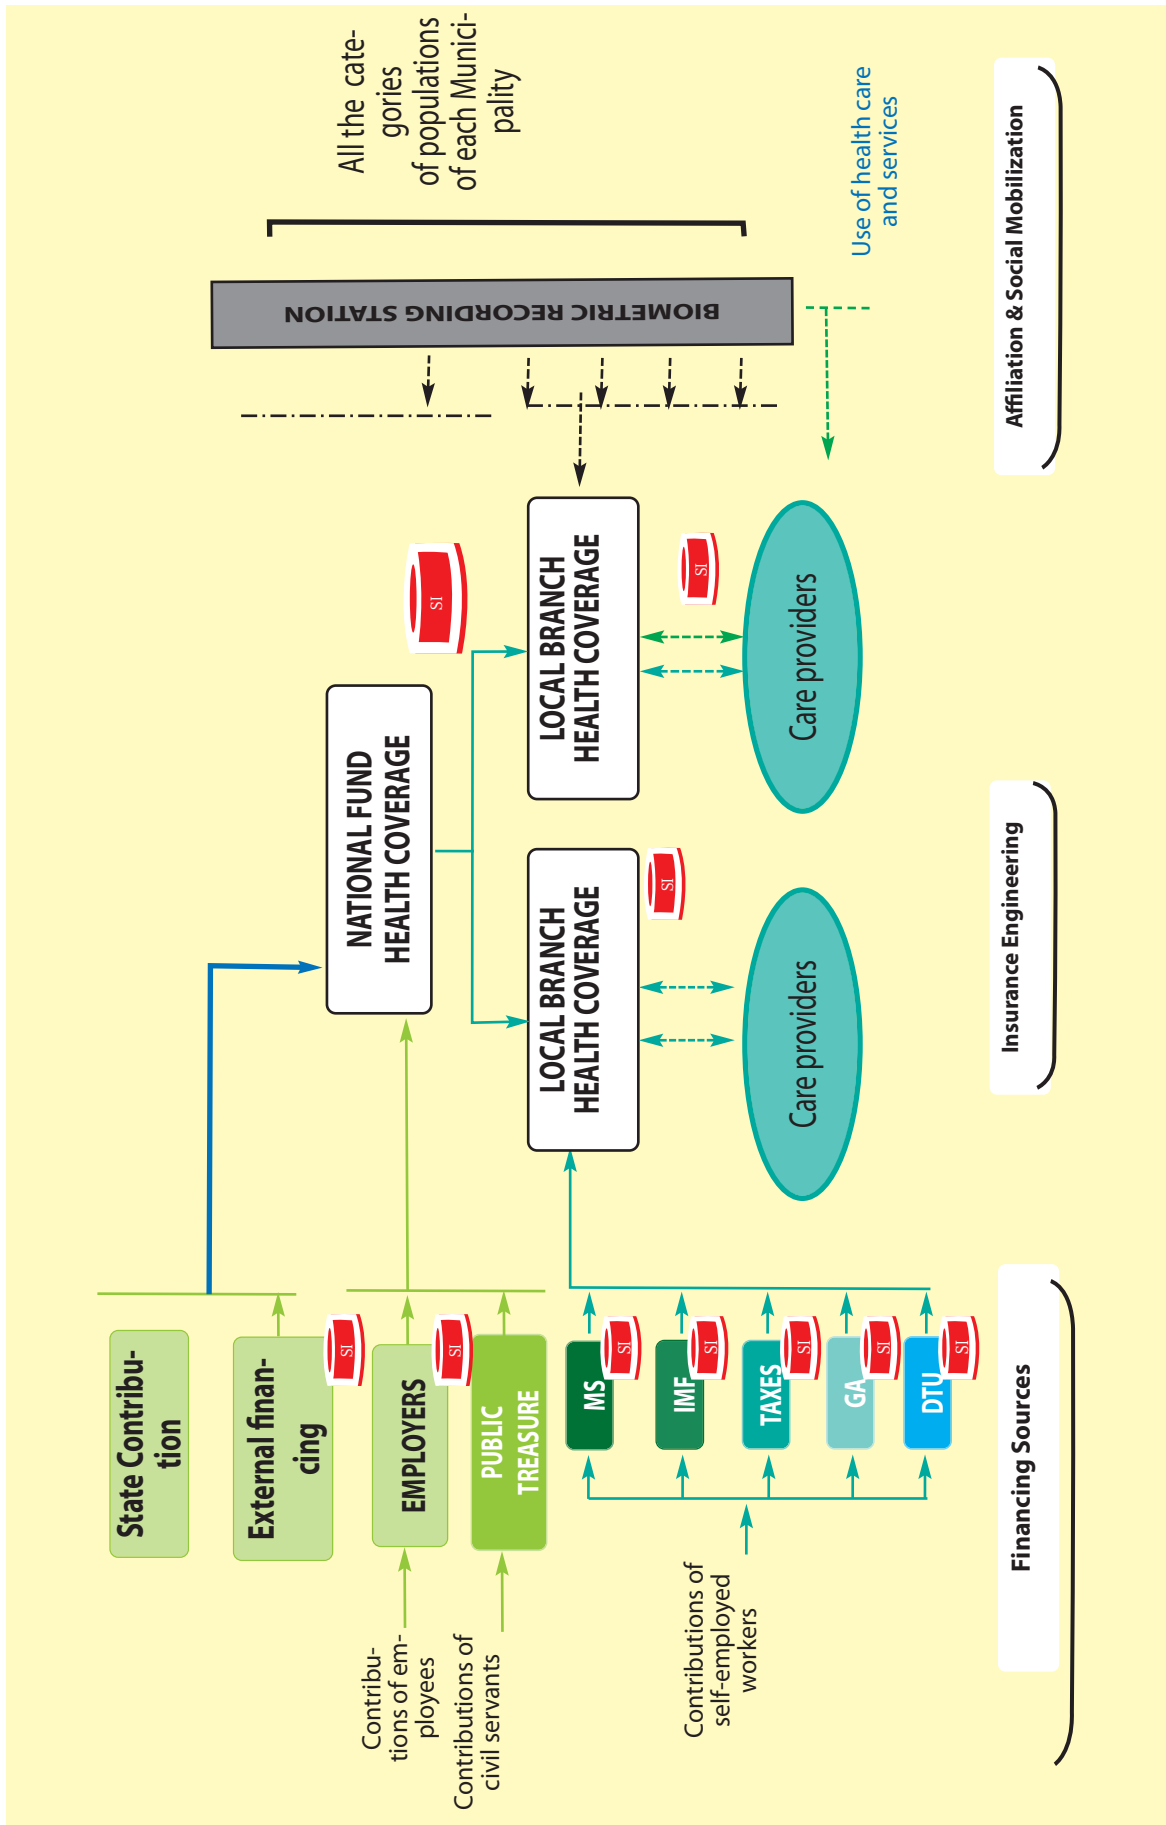 State Contribu-
tion
External finan-
cing
SI
Contribu-
tions of em-
ployees
EMPLOYERS
SI
Contributions of
civil servants
PUBLIC
TREASURE
Contributions of
self-employed
workers
MS
SI
IMF
SI
TAXES
SI
GA
SI
DTU
SI
Financing Sources
NATIONAL FUND
HEALTH COVERAGE
SI
LOCAL BRANCH
HEALTH COVERAGE
SI
Care providers
LOCAL BRANCH
HEALTH COVERAGE
SI
Care providers
Insurance Engineering
BIOMETRIC RECORDING STATION
All the cate-
gories
of populations
of each Munici-
pality
Use of health care
and services
Affiliation & Social Mobilization